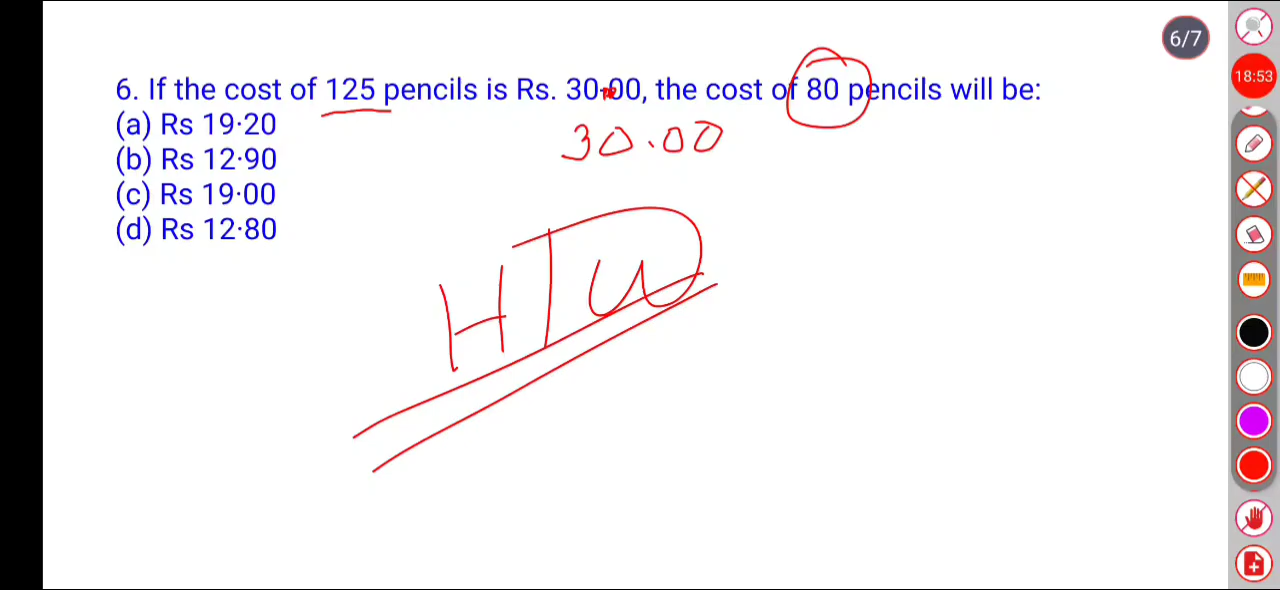 6/7
18:53
6. If the cost of 125 pencils is Rs. 30·00, the cost of 80 pencils will be:
30.00
(a) Rs 19·20
(b) Rs 12·90
(c) Rs 19·00
(d) Rs 12·80
HTU